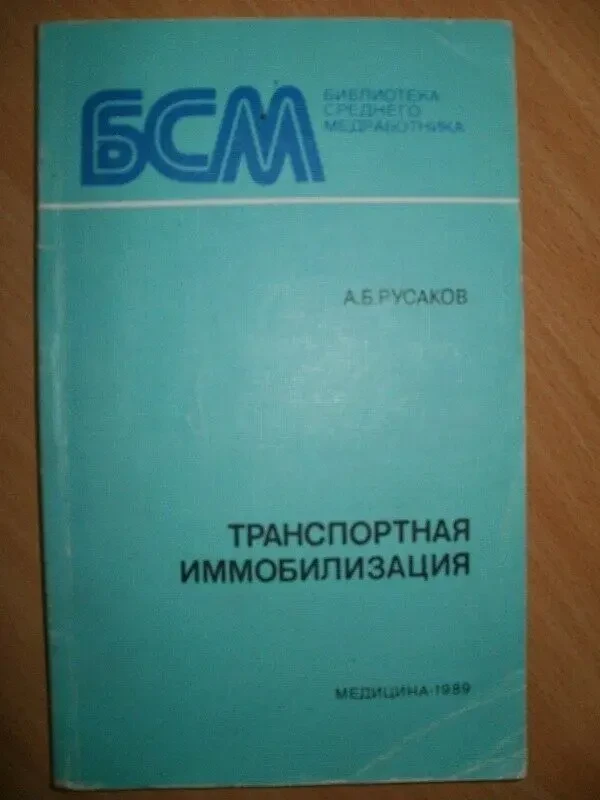 БСМ
БИБЛИОТЕКА
СРЕДНЕГО
МЕДРАБОТНИКА
А.Б.РУСАКОВ
ТРАНСПОРТНАЯ
ИММОБИЛИЗАЦИЯ
МЕДИЦИНА·1989